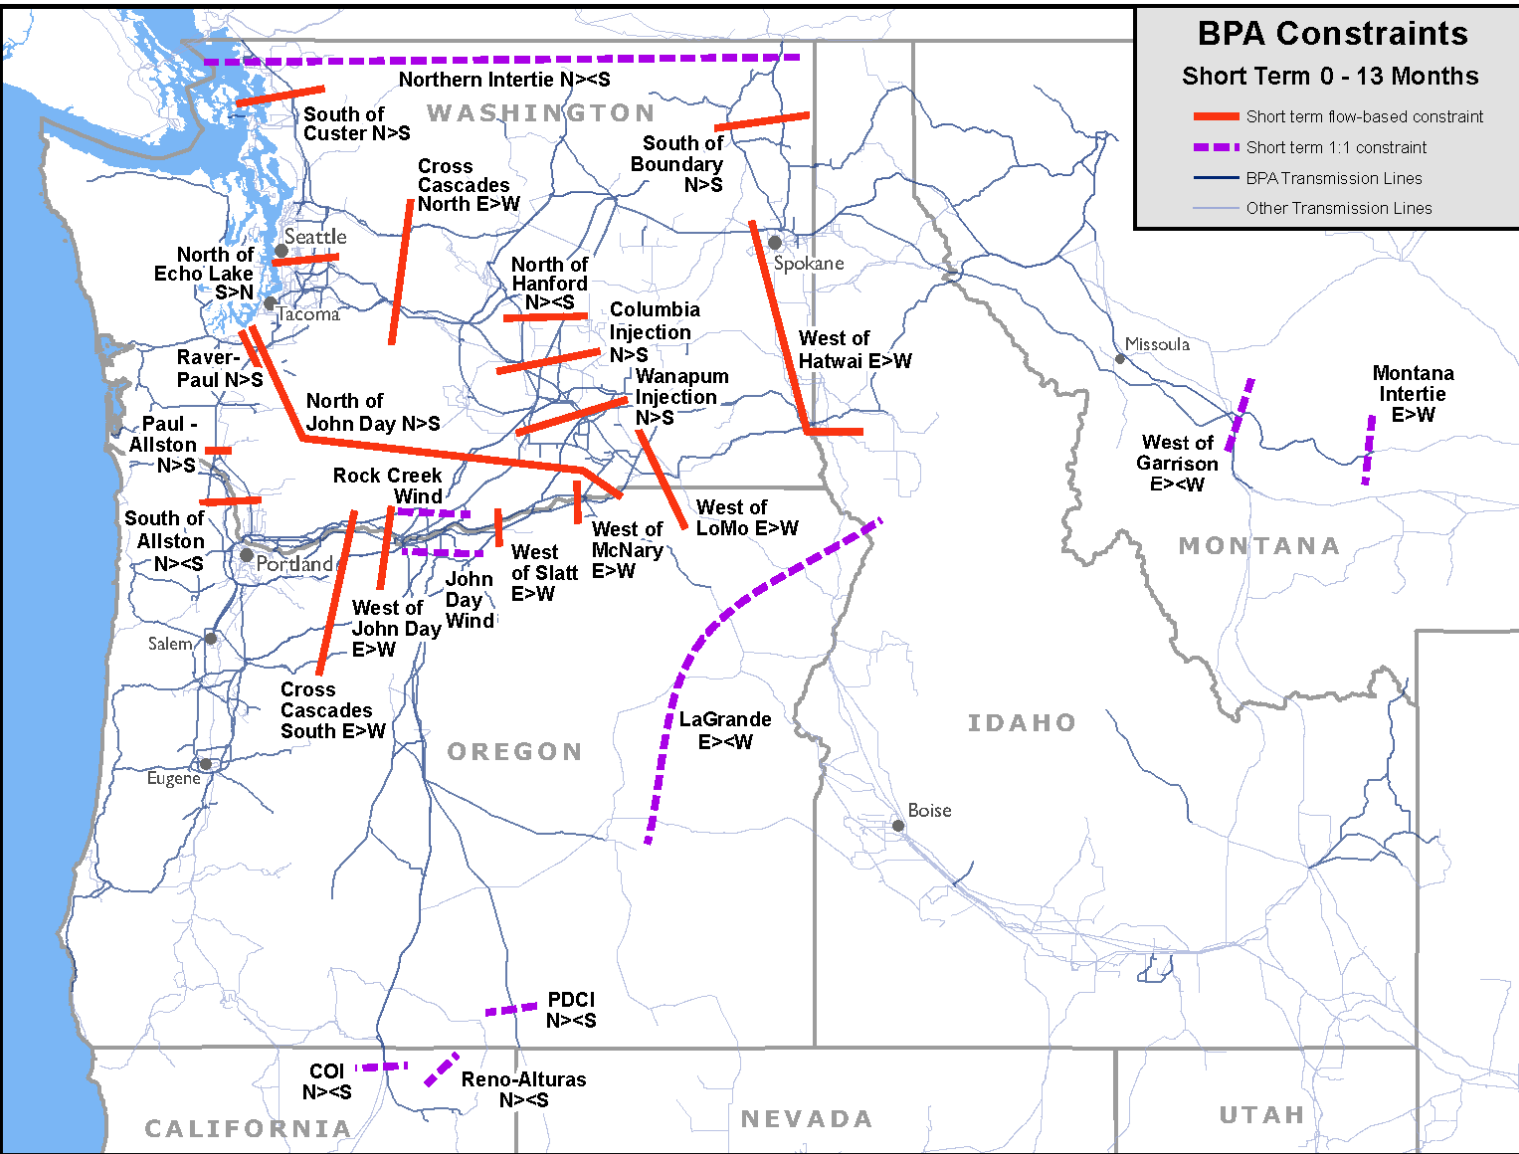 BPA Constraints
Short Term 0 - 13 Months
Short term flow-based constraint
Short term 1:1 constraint
BPA Transmission Lines
Other Transmission Lines
Northern Intertie N><S
WASHINGTON
South of
Custer N>S
South of
Boundary
N>S
Cross
Cascades
North E>W
Seattle
North of
Echo Lake
S>N
Tacoma
North of
Hanford
N><S
Spokane
Columbia
Injection
N>S
West of
Hatwai E>W
Missoula
Raver-
Paul N>S
Wanapum
Injection
N>S
Montana
Intertie
E>W
North of
John Day N>S
Paul -
Allston
N>S
West of
Garrison
E><W
Rock Creek
Wind
South of
Allston
N><S
West of
LoMo E>W
West of
McNary
E>W
MONTANA
Portland
West
of Slatt
E>W
John
Day
Wind
West of
John Day
E>W
Salem
Cross
Cascades
South E>W
LaGrande
E><W
IDAHO
OREGON
Eugene
Boise
PDCI
N><S
COI
N><S
Reno-Alturas
N><S
CALIFORNIA
NEVADA
UTAH